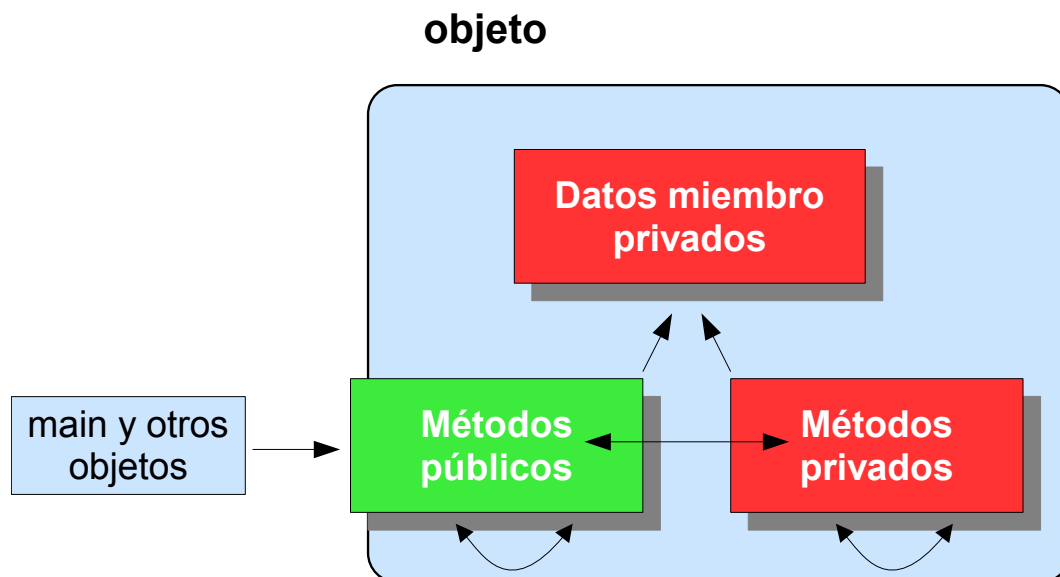 objeto
Datos miembro
privados
main y otros
objetos
Métodos
públicos
Métodos
privados